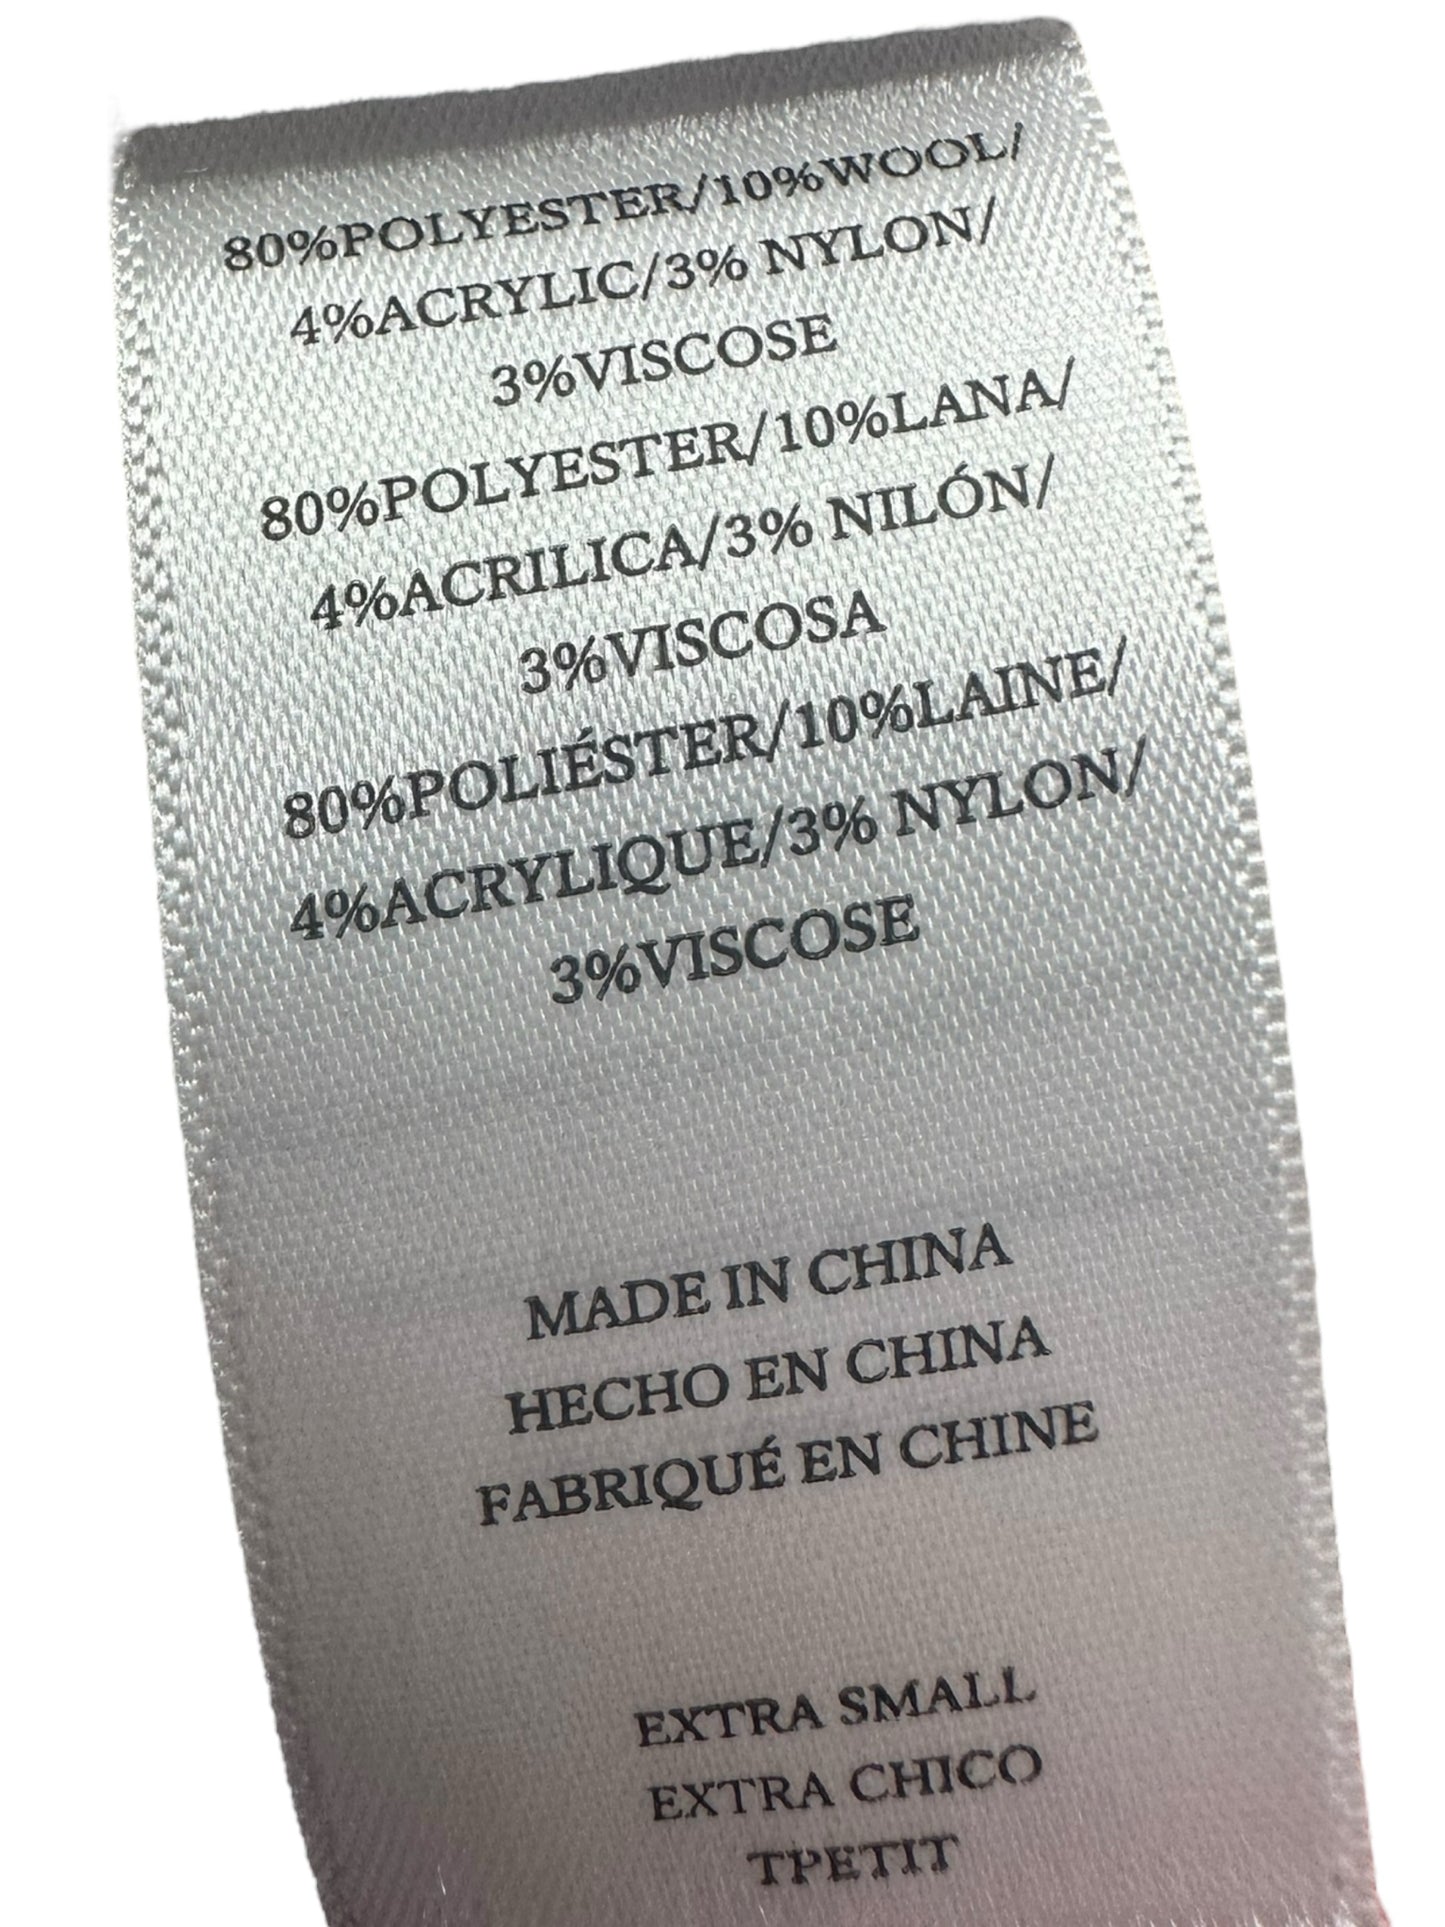 80%POLYESTER/10%WOOL/
4%ACRYLIC/3% NYLON/
3%VISCOSE
80%POLYESTER/10%LANA/
4%ACRILICA/3% NILÓN/
3%VISCOSA
80%POLIÉSTER/10%LAINE/
4%ACRYLIQUE/3% NYLON/
3%VISCOSE
MADE IN CHINA
HECHO EN CHINA
FABRIQUÉ EN CHINE
EXTRA SMALL
EXTRA CHICO
TPETIT